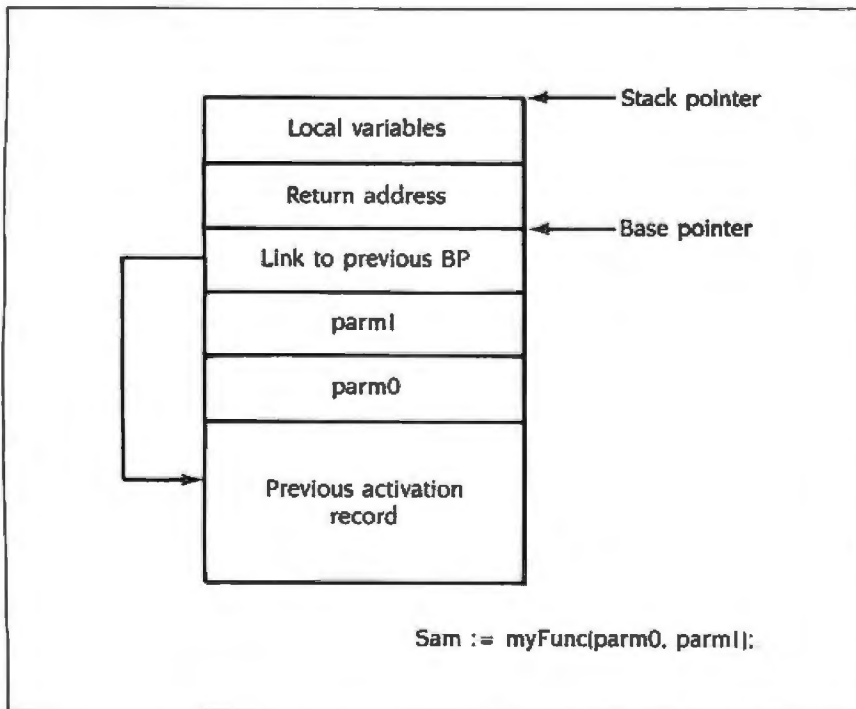 Stack pointer
Local variables
Return address
Base pointer
Link to previous BP
parm1
parm0
Previous activation
record
Sam := myFunc(parm0, parm1);